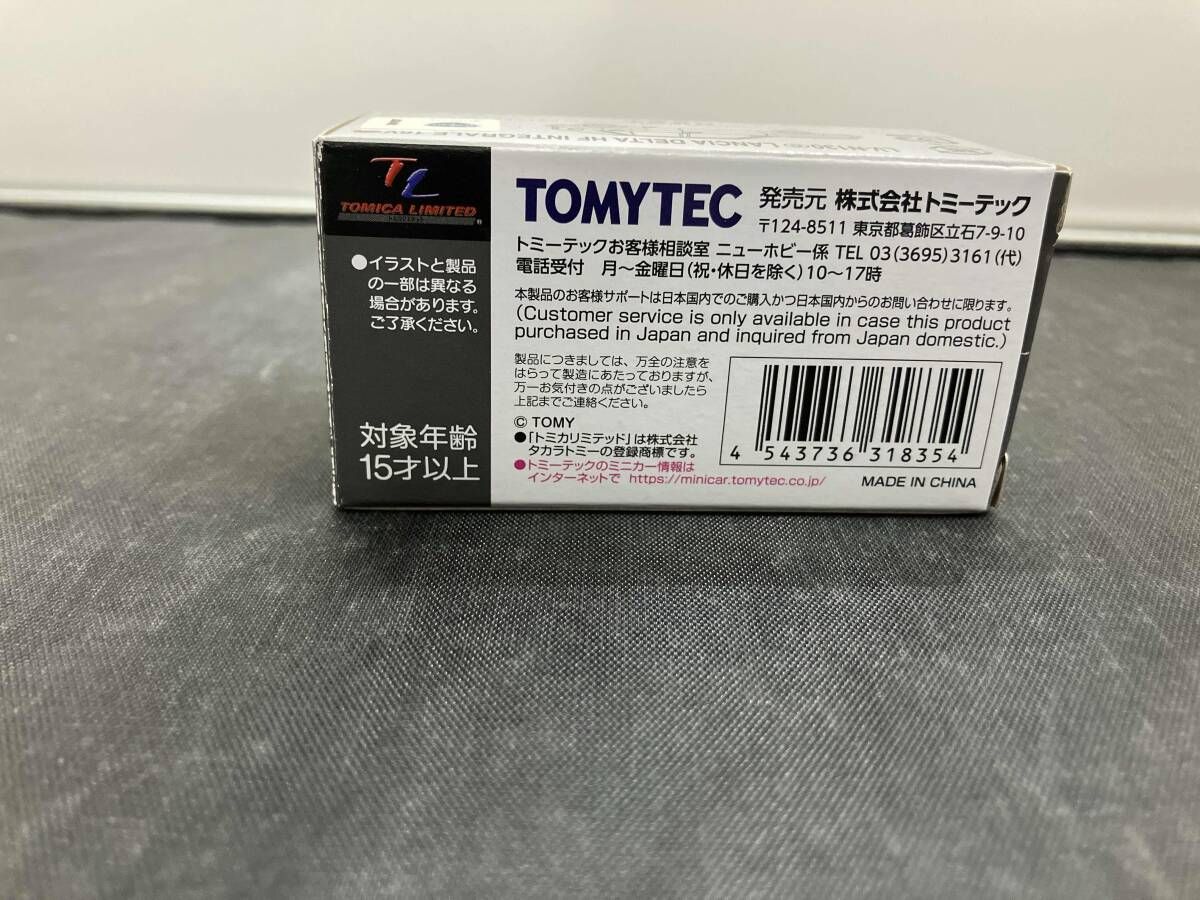 LV-N130 LANCIA DELTA HF INTEGRALE 16V
TL
TOMICA LIMITED
●イラストと製品
の一部は異なる
場合があります。
ご了承ください。
対象年齢
15才以上
TOMYTEC 発売元 株式会社トミーテック
〒124-8511 東京都葛飾区立石7-9-10
トミーテックお客様相談室 ニューホビー係 TEL 03(3695)3161(代)
電話受付 月～金曜日(祝・休日を除く)10～17時
本製品のお客様サポートは日本国内でのご購入かつ日本国内からのお問い合わせに限ります。
(Customer service is only available in case this product
purchased in Japan and inquired from Japan domestic.)
製品につきましては、万全の注意を
はらって製造にあたっておりますが、
万一お気付きの点がございましたら
上記までご連絡ください。
© TOMY
●「トミカリミテッド」は株式会社
タカラトミーの登録商標です。
●トミーテックのミニカー情報は
インターネットで https://minicar.tomytec.co.jp/
4 543736 318354
MADE IN CHINA